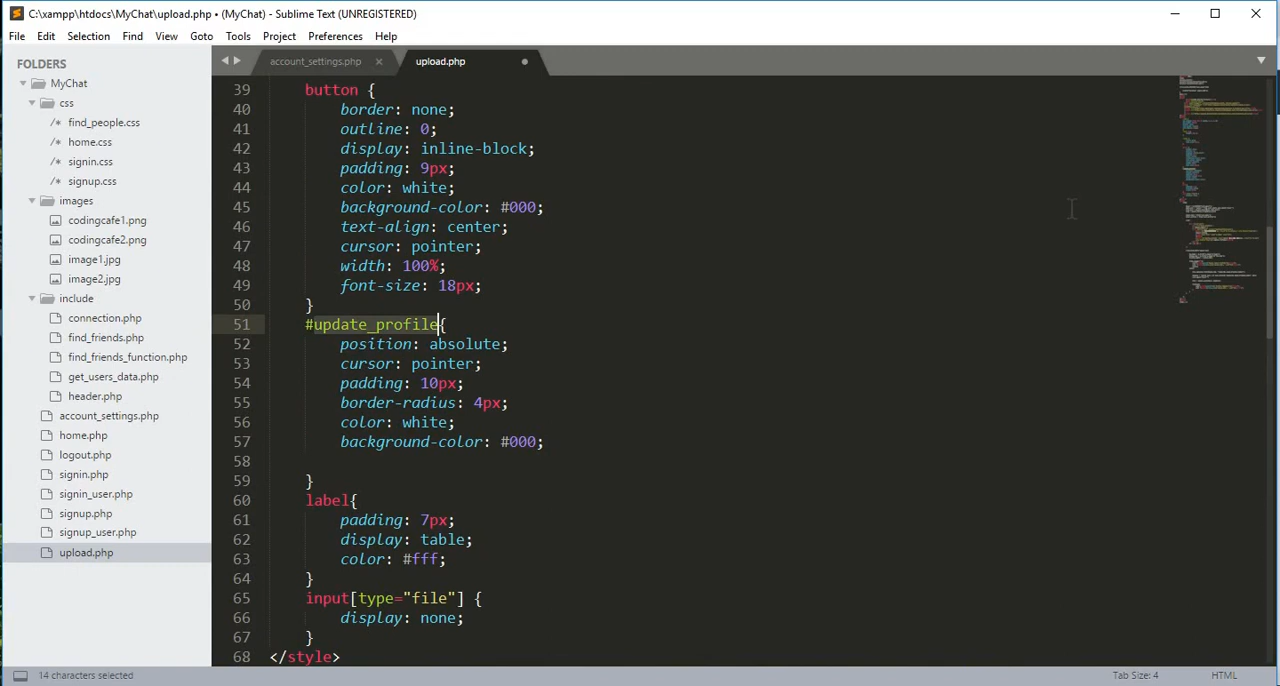 C:\xampp\htdocs\MyChat\upload.php • (MyChat) - Sublime Text (UNREGISTERED)
File Edit Selection Find View Goto Tools Project Preferences Help
FOLDERS
MyChat
css
/* find_people.css
/* home.css
/* signin.css
/* signup.css
images
codingcafe1.png
codingcafe2.png
image1.jpg
image2.jpg
include
connection.php
find_friends.php
find_friends_function.php
get_users_data.php
header.php
account_settings.php
home.php
logout.php
signin.php
signin_user.php
signup.php
signup_user.php
upload.php
account_settings.php × upload.php
39 button {
40 border: none;
41 outline: 0;
42 display: inline-block;
43 padding: 9px;
44 color: white;
45 background-color: #000;
46 text-align: center;
47 cursor: pointer;
48 width: 100%;
49 font-size: 18px;
50 }
51 #update_profile{
52 position: absolute;
53 cursor: pointer;
54 padding: 10px;
55 border-radius: 4px;
56 color: white;
57 background-color: #000;
58
59 }
60 label{
61 padding: 7px;
62 display: table;
63 color: #fff;
64 }
65 input[type="file"] {
66 display: none;
67 }
68 </style>
14 characters selected Tab Size: 4 HTML